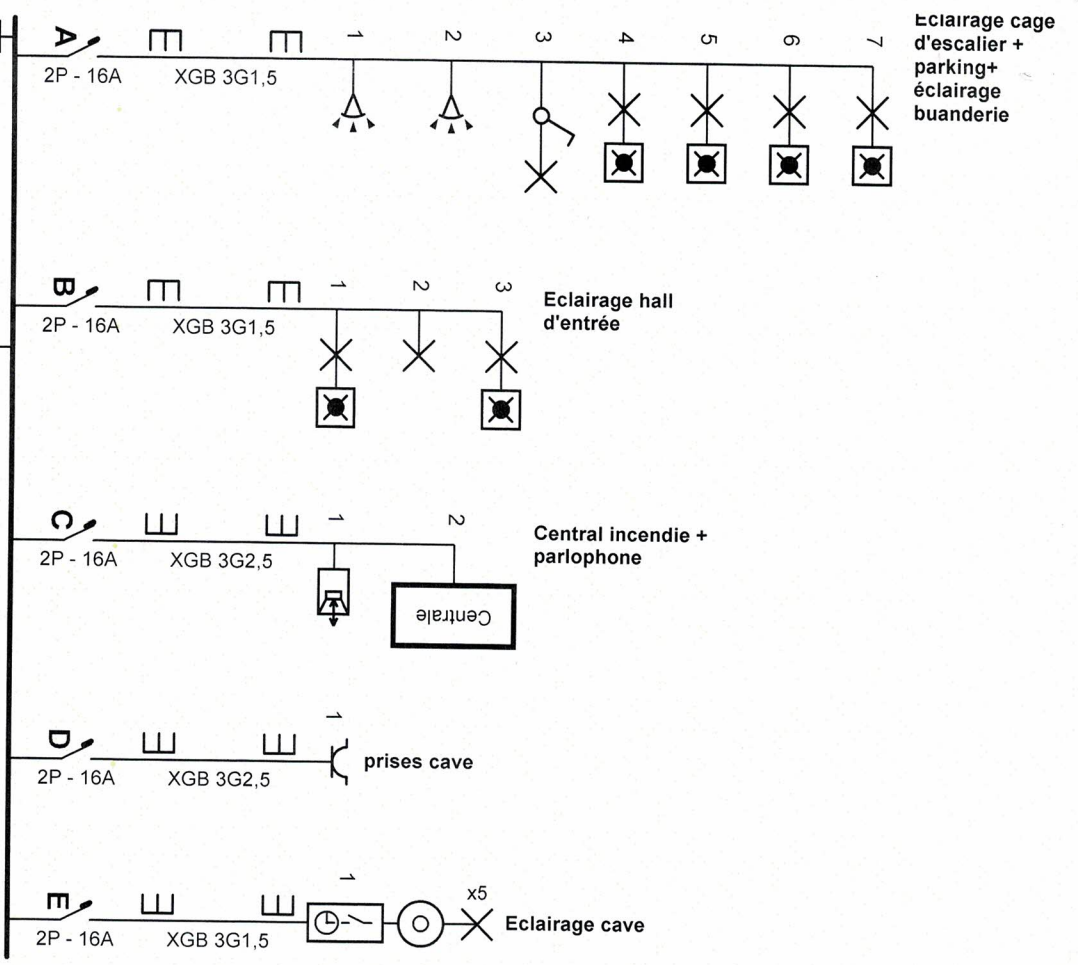 A
1
2
3
4
5
6
7
Eclairage cage
d'escalier +
parking+
éclairage
buanderie
2P - 16A
XGB 3G1,5
B
1
2
3
Eclairage hall
d'entrée
2P - 16A
XGB 3G1,5
C
1
2
Central incendie +
parlophone
2P - 16A
XGB 3G2,5
Centrale
D
1
prises cave
2P - 16A
XGB 3G2,5
E
1
x5
Eclairage cave
2P - 16A
XGB 3G1,5